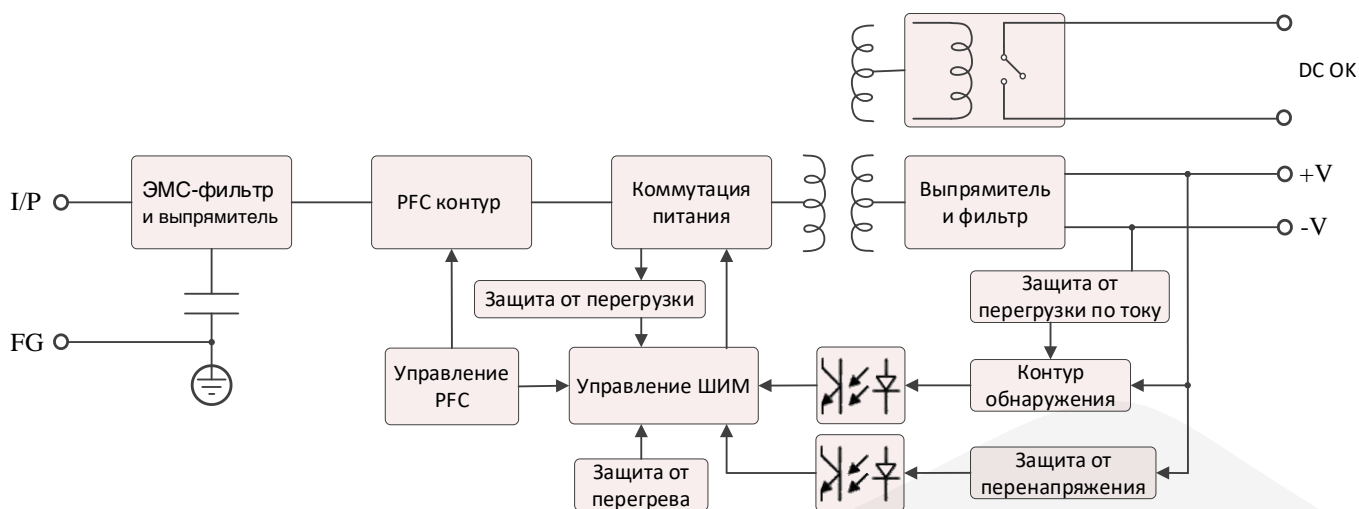 DC OK
I/P
ЭМС-фильтр
и выпрямитель
PFC контур
Коммутация
питания
Выпрямитель
и фильтр
+V
-V
Защита от перегрузки
Защита от
перегрузки по току
FG
Управление
PFC
Управление ШИМ
Контур
обнаружения
Защита от
перегрева
Защита от
перенапряжения